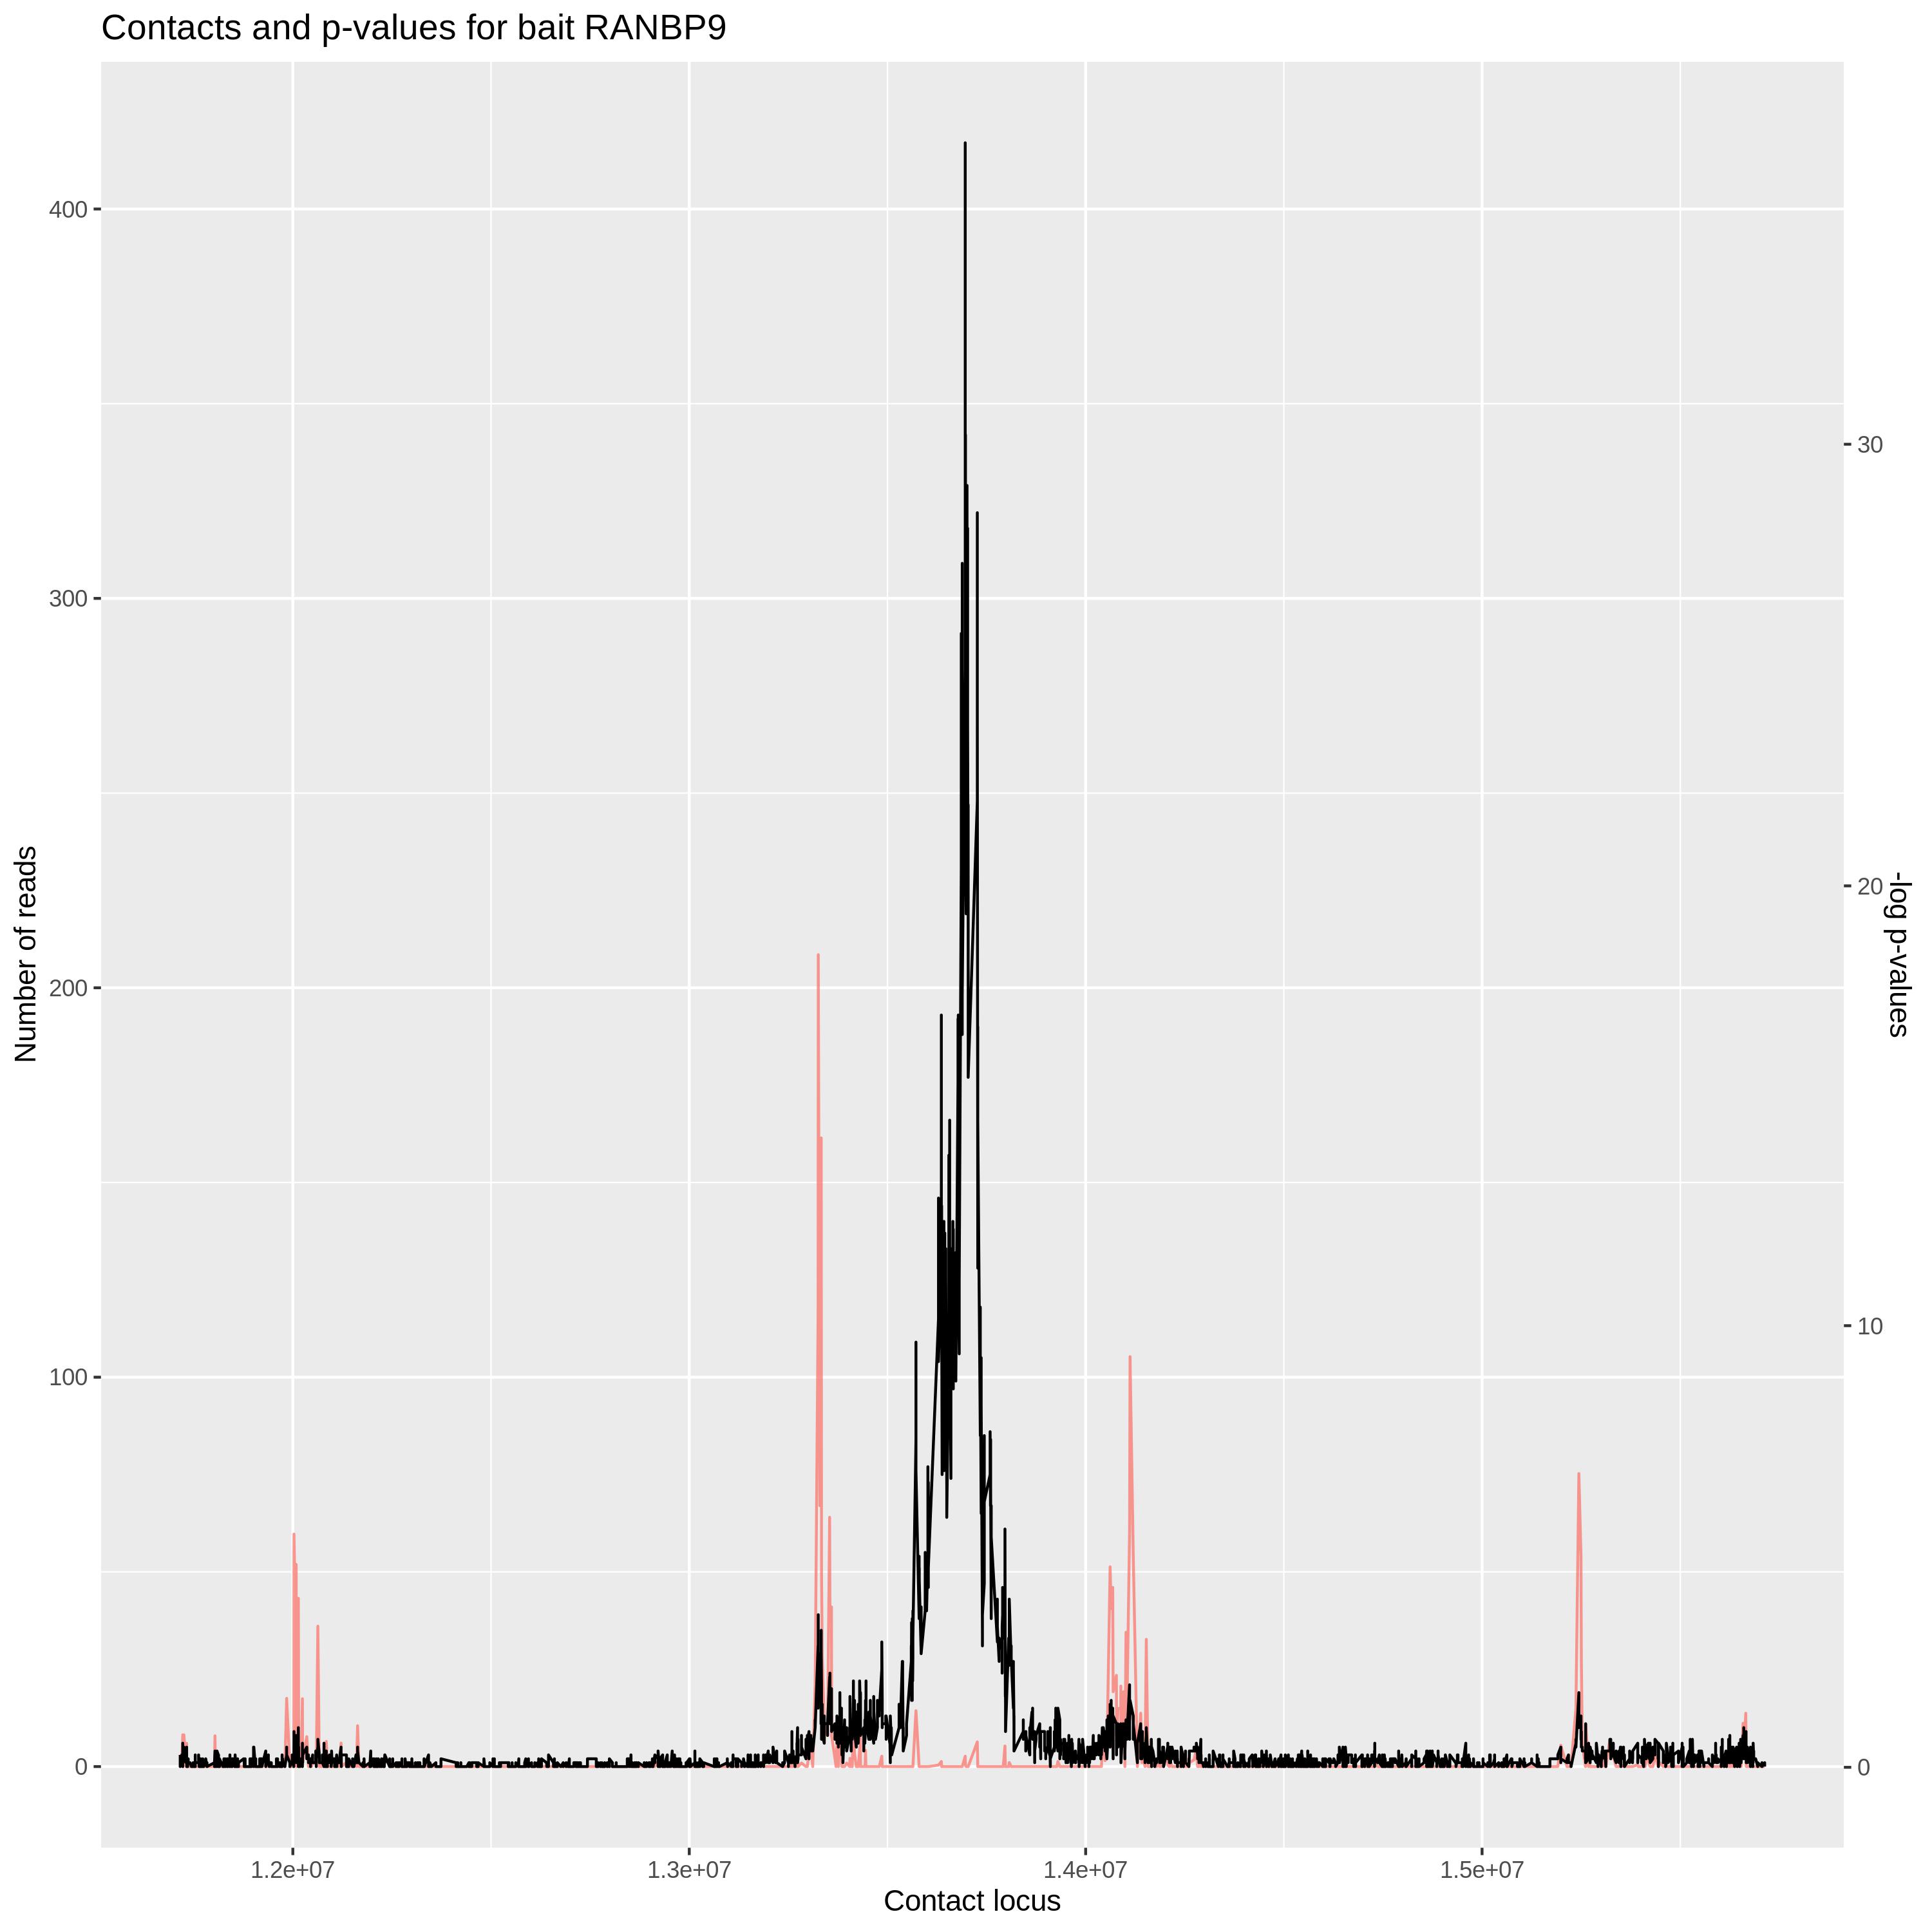 Contacts and p-values for bait RANBP9
400
300
200
100
0
Number of reads
30
20
10
0
-log p-values
1.2e+07
1.3e+07
1.4e+07
1.5e+07
Contact locus